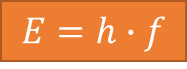 E = h · f